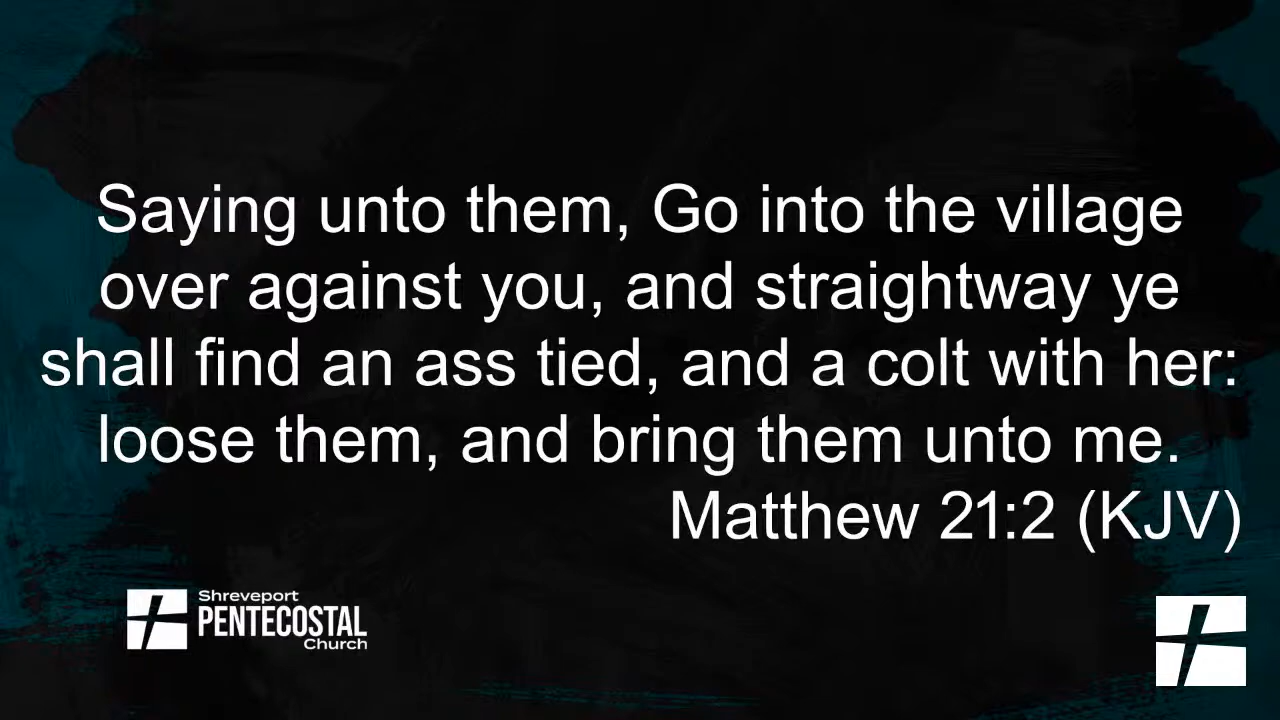 Saying unto them, Go into the village
over against you, and straightway ye
shall find an ass tied, and a colt with her:
loose them, and bring them unto me.
Matthew 21:2 (KJV)
Shreveport
PENTECOSTAL
Church